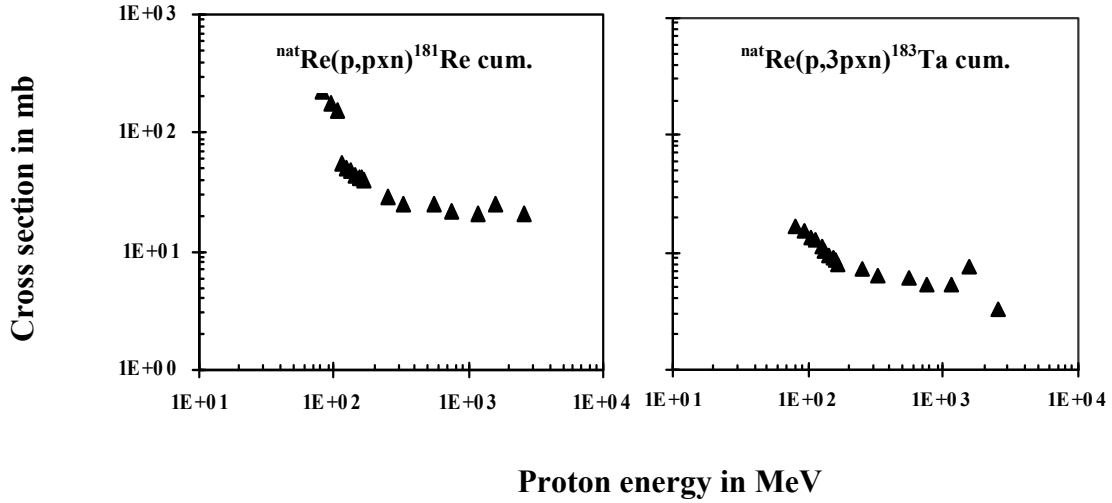 Cross section in mb
1E+03
1E+02
1E+01
1E+00
natRe(p,pxn)181Re cum.
1E+01 1E+02 1E+03 1E+04
natRe(p,3pxn)183Ta cum.
1E+01 1E+02 1E+03 1E+04
Proton energy in MeV